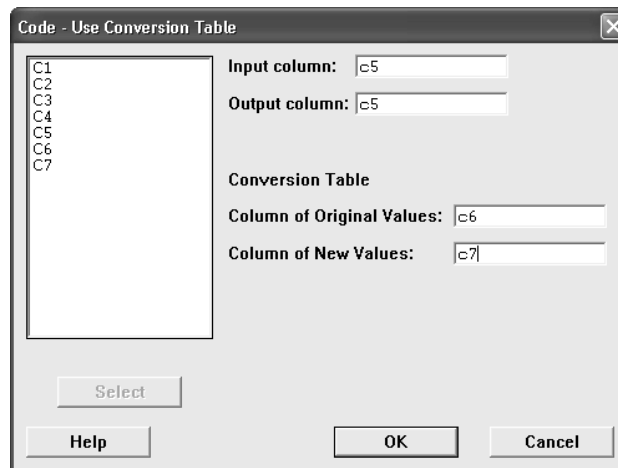 Code - Use Conversion Table
C1
C2
C3
C4
C5
C6
C7
Input column: c5
Output column: c5
Conversion Table
Column of Original Values: c6
Column of New Values: c7
Select
Help
OK
Cancel